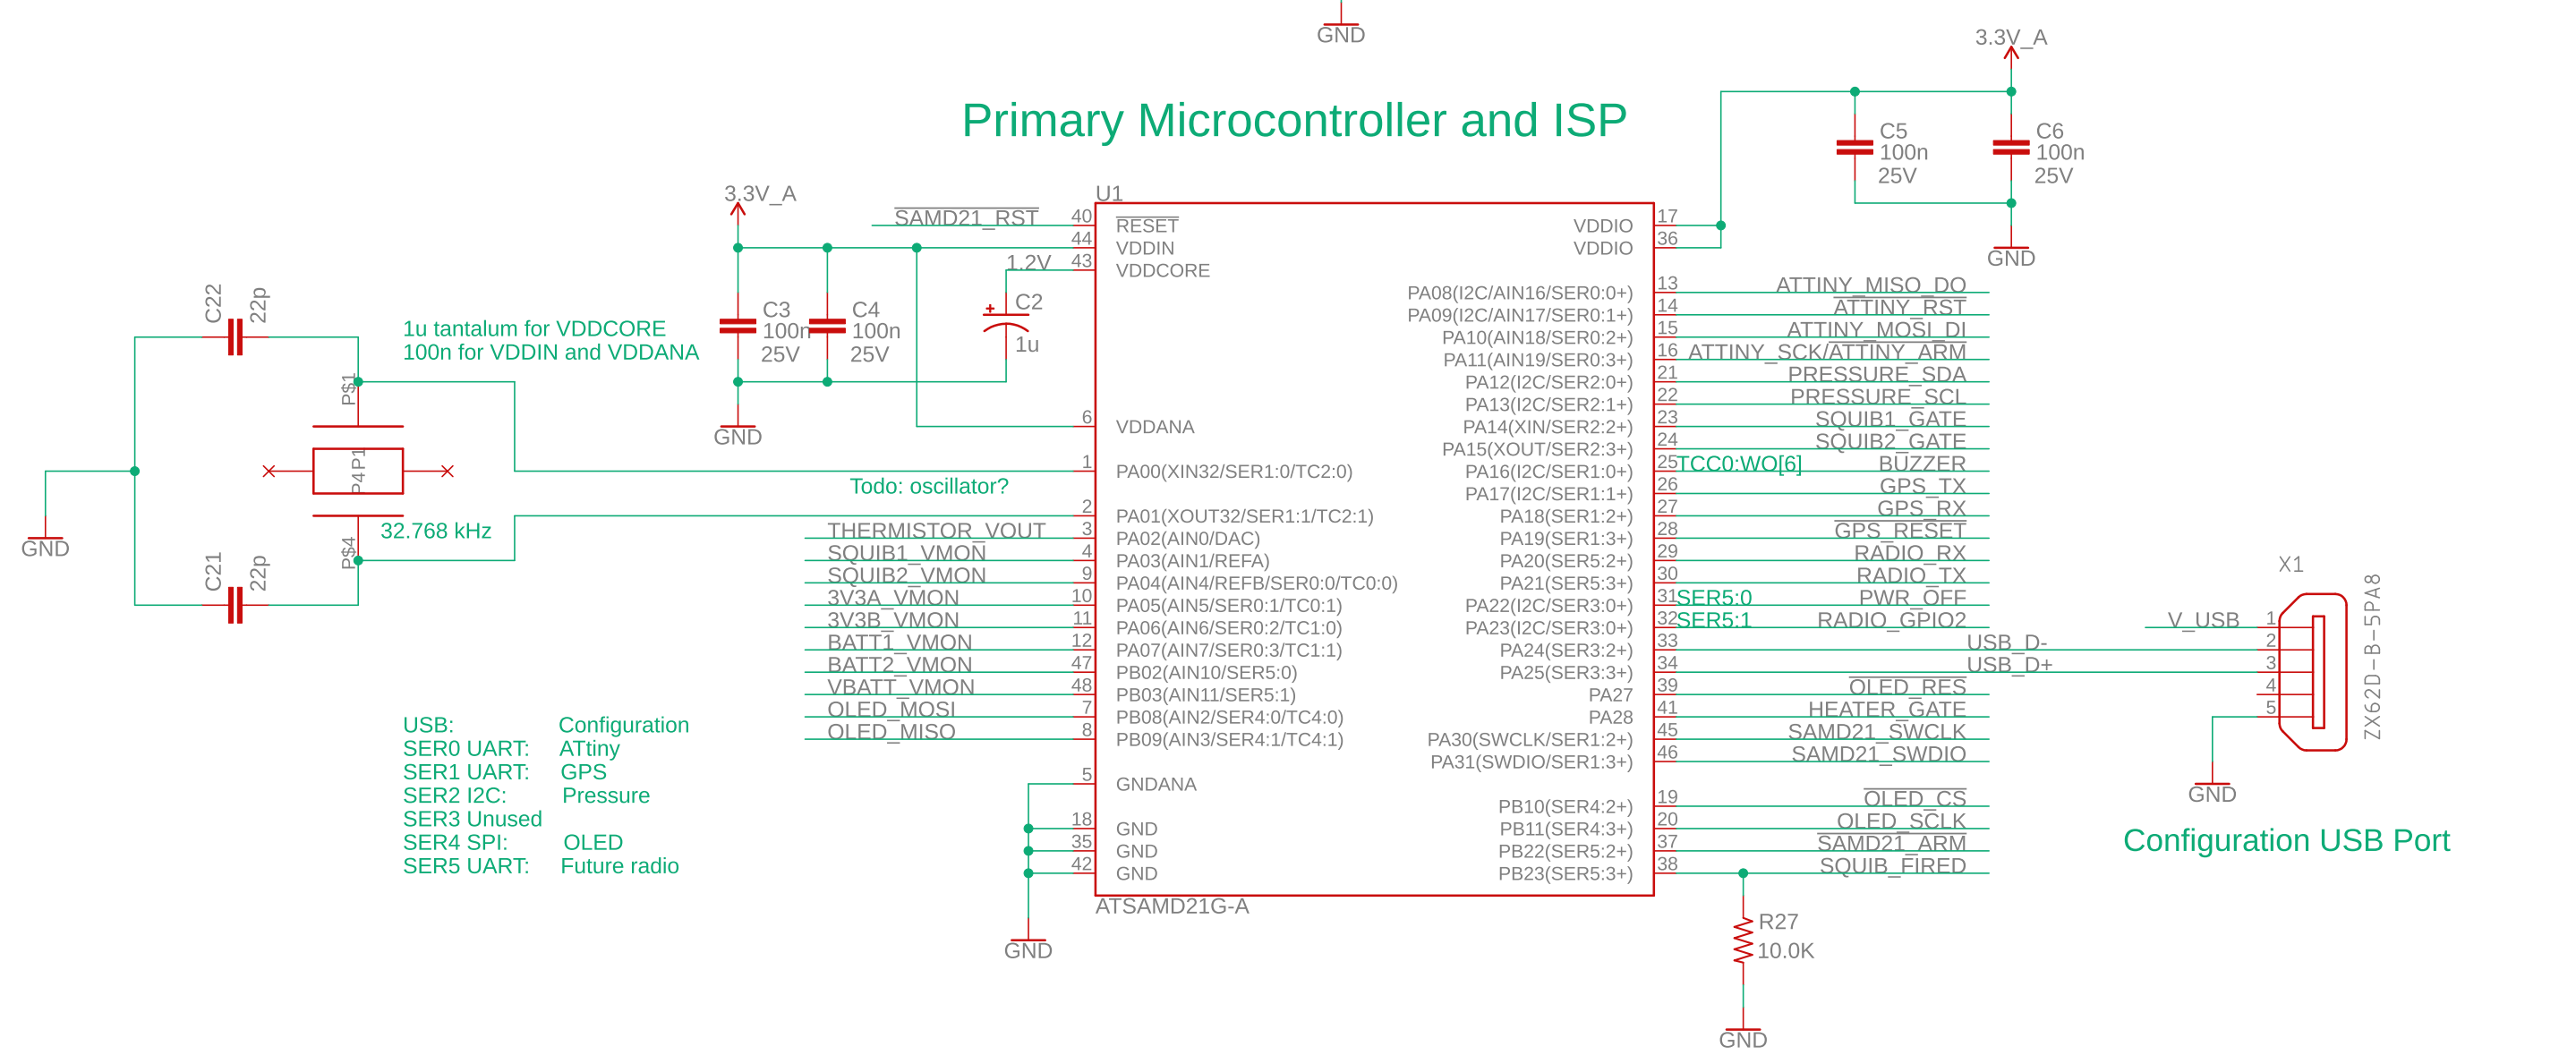 GND
3.3V_A
Primary Microcontroller and ISP
C5
100n
25V
C6
100n
25V
GND
3.3V_A
C3
100n
25V
C4
100n
25V
GND
1.2V
C2
1u
1u tantalum for VDDCORE
100n for VDDIN and VDDANA
C22
22p
P$1
P1
P4
P$4
32.768 kHz
C21
22p
GND
Todo: oscillator?
U1
SAMD21_RST 40 RESET
44 VDDIN
43 VDDCORE
6 VDDANA
1 PA00(XIN32/SER1:0/TC2:0)
2 PA01(XOUT32/SER1:1/TC2:1)
THERMISTOR_VOUT 3 PA02(AIN0/DAC)
SQUIB1_VMON 4 PA03(AIN1/REFA)
SQUIB2_VMON 9 PA04(AIN4/REFB/SER0:0/TC0:0)
3V3A_VMON 10 PA05(AIN5/SER0:1/TC0:1)
3V3B_VMON 11 PA06(AIN6/SER0:2/TC1:0)
BATT1_VMON 12 PA07(AIN7/SER0:3/TC1:1)
BATT2_VMON 47 PB02(AIN10/SER5:0)
VBATT_VMON 48 PB03(AIN11/SER5:1)
OLED_MOSI 7 PB08(AIN2/SER4:0/TC4:0)
OLED_MISO 8 PB09(AIN3/SER4:1/TC4:1)
5 GNDANA
18 GND
35 GND
42 GND
ATSAMD21G-A
GND
VDDIO 17
VDDIO 36
PA08(I2C/AIN16/SER0:0+) 13 ATTINY_MISO_DO
PA09(I2C/AIN17/SER0:1+) 14 ATTINY_RST
PA10(AIN18/SER0:2+) 15 ATTINY_MOSI_DI
PA11(AIN19/SER0:3+) 16 ATTINY_SCK/ATTINY_ARM
PA12(I2C/SER2:0+) 21 PRESSURE_SDA
PA13(I2C/SER2:1+) 22 PRESSURE_SCL
PA14(XIN/SER2:2+) 23 SQUIB1_GATE
PA15(XOUT/SER2:3+) 24 SQUIB2_GATE
PA16(I2C/SER1:0+) 25 TCC0:WO[6] BUZZER
PA17(I2C/SER1:1+) 26 GPS_TX
PA18(SER1:2+) 27 GPS_RX
PA19(SER1:3+) 28 GPS_RESET
PA20(SER5:2+) 29 RADIO_RX
PA21(SER5:3+) 30 RADIO_TX
PA22(I2C/SER3:0+) 31 SER5:0 PWR_OFF
PA23(I2C/SER3:0+) 32 SER5:1 RADIO_GPIO2
PA24(SER3:2+) 33 USB_D-
PA25(SER3:3+) 34 USB_D+
PA27 39 OLED_RES
PA28 41 HEATER_GATE
PA30(SWCLK/SER1:2+) 45 SAMD21_SWCLK
PA31(SWDIO/SER1:3+) 46 SAMD21_SWDIO
PB10(SER4:2+) 19 OLED_CS
PB11(SER4:3+) 20 OLED_SCLK
PB22(SER5:2+) 37 SAMD21_ARM
PB23(SER5:3+) 38 SQUIB_FIRED
R27
10.0K
GND
X1
V_USB 1
2
3
4
5
ZX62D-B-5PA8
GND
Configuration USB Port
USB: Configuration
SER0 UART: ATtiny
SER1 UART: GPS
SER2 I2C: Pressure
SER3 Unused
SER4 SPI: OLED
SER5 UART: Future radio